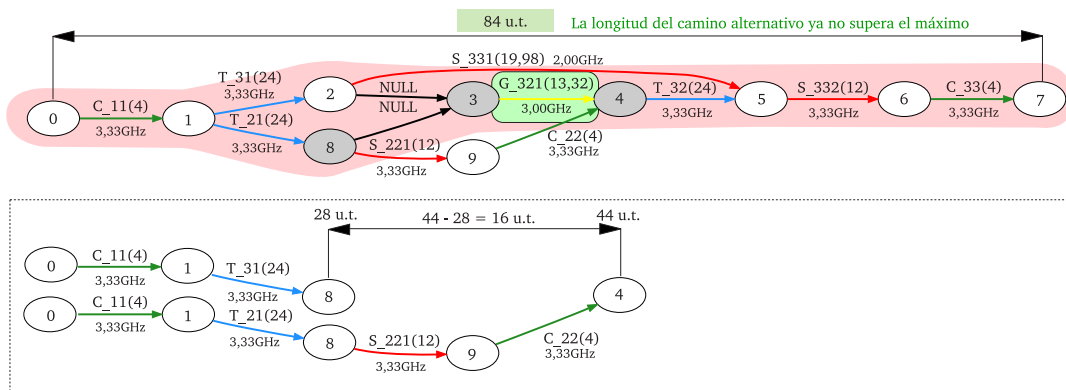 84 u.t. La longitud del camino alternativo ya no supera el máximo
S_331(19,98) 2,00GHz
T_31(24)
3,33GHz
2
NULL
NULL
G_321(13,32)
3,00GHz
3
4
T_32(24)
3,33GHz
5
S_332(12)
3,33GHz
6
C_33(4)
3,33GHz
7
0
C_11(4)
3,33GHz
1
T_21(24)
3,33GHz
8
S_221(12)
3,33GHz
9
C_22(4)
3,33GHz
28 u.t. 44 - 28 = 16 u.t. 44 u.t.
0
C_11(4)
3,33GHz
1
T_31(24)
3,33GHz
8
4
0
C_11(4)
3,33GHz
1
T_21(24)
3,33GHz
8
S_221(12)
3,33GHz
9
C_22(4)
3,33GHz